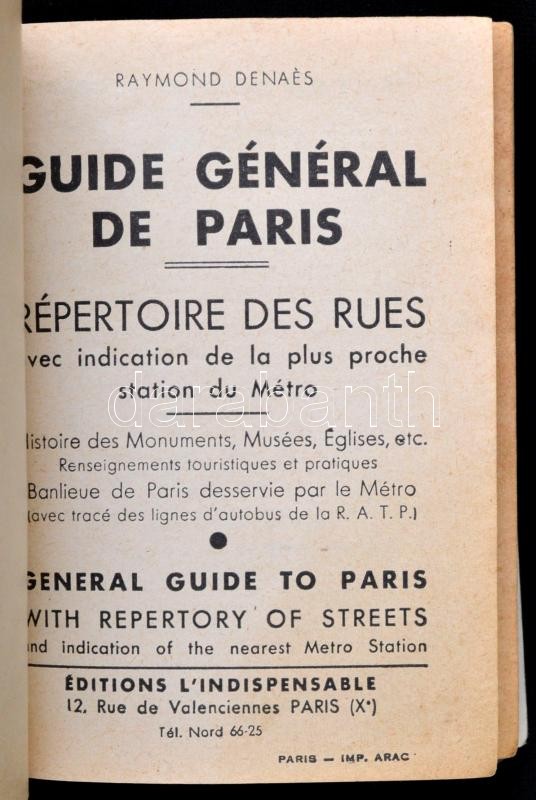 RAYMOND DENAÈS
GUIDE GÉNÉRAL
DE PARIS
RÉPERTOIRE DES RUES
avec indication de la plus proche
station du Métro
darabanth
Histoire des Monuments, Musées, Églises, etc.
Renseignements touristiques et pratiques
Banlieue de Paris desservie par le Métro
(avec tracé des lignes d'autobus de la R. A. T. P.)
GENERAL GUIDE TO PARIS
WITH REPERTORY OF STREETS
and indication of the nearest Metro Station
ÉDITIONS L'INDISPENSABLE
12, Rue de Valenciennes PARIS (Xe)
Tél. Nord 66-25
PARIS — IMP. ARAC